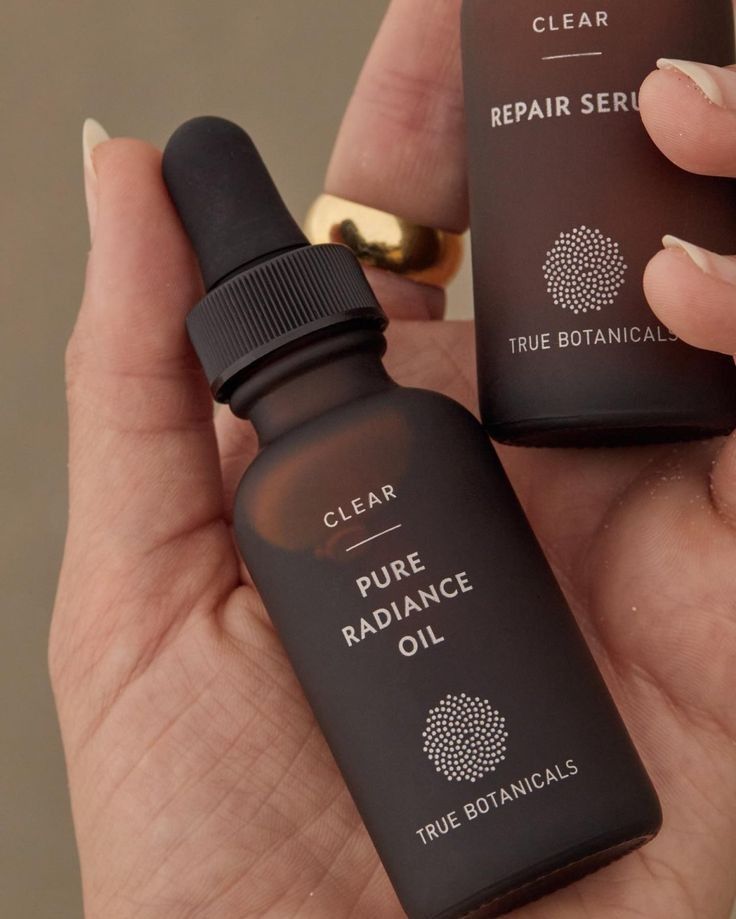 CLEAR
REPAIR SERU
TRUE BOTANICALS
CLEAR
PURE
RADIANCE
OIL
TRUE BOTANICALS